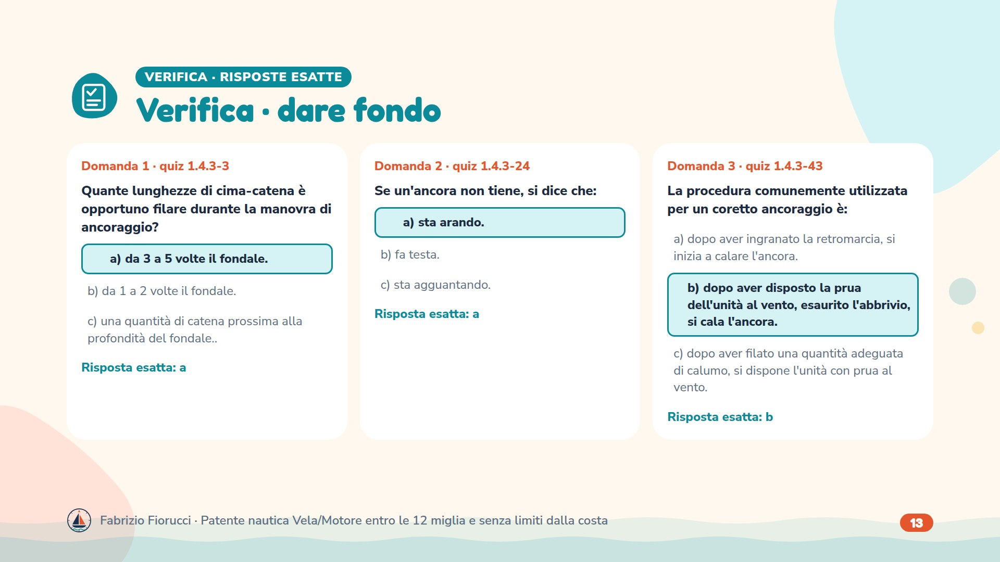 VERIFICA · RISPOSTE ESATTE
Verifica · dare fondo
Domanda 1 · quiz 1.4.3-3
Quante lunghezze di cima-catena è
opportuno filare durante la manovra di
ancoraggio?
a) da 3 a 5 volte il fondale.
b) da 1 a 2 volte il fondale.
c) una quantità di catena prossima alla
profondità del fondale..
Risposta esatta: a
Domanda 2 · quiz 1.4.3-24
Se un'ancora non tiene, si dice che:
a) sta arando.
b) fa testa.
c) sta agguantando.
Risposta esatta: a
Domanda 3 · quiz 1.4.3-43
La procedura comunemente utilizzata
per un coretto ancoraggio è:
a) dopo aver ingranato la retromarcia, si
inizia a calare l'ancora.
b) dopo aver disposto la prua
dell'unità al vento, esaurito l'abbrivio,
si cala l'ancora.
c) dopo aver filato una quantità adeguata
di calumo, si dispone l'unità con prua al
vento.
Risposta esatta: b
Fabrizio Fiorucci · Patente nautica Vela/Motore entro le 12 miglia e senza limiti dalla costa
13